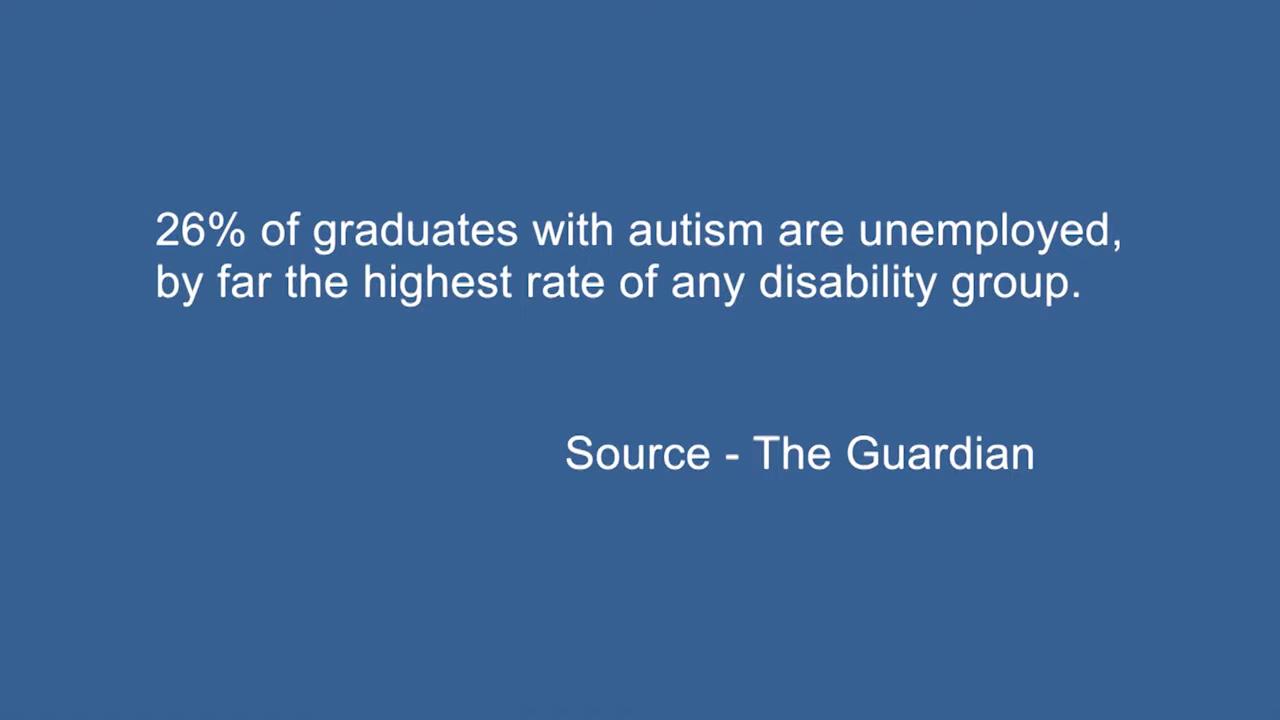 26% of graduates with autism are unemployed,
by far the highest rate of any disability group.
Source - The Guardian